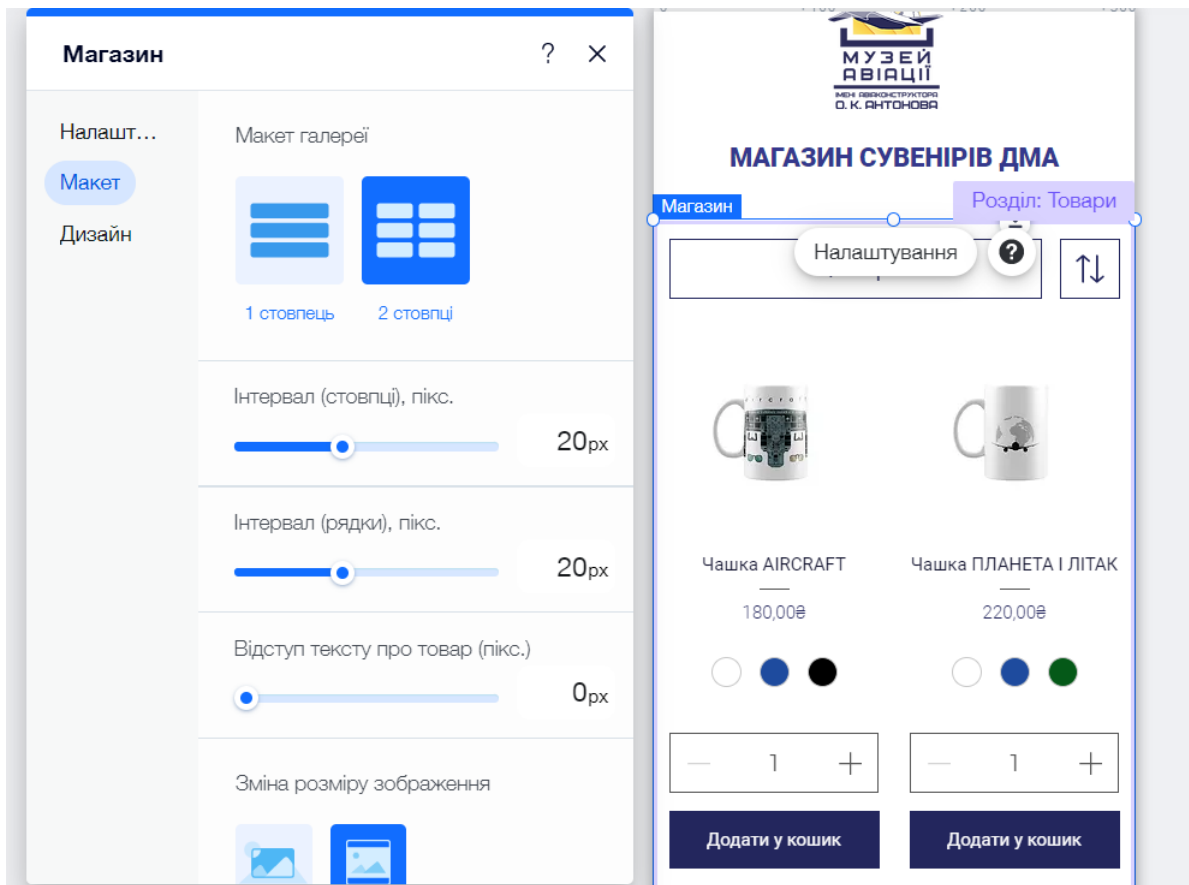 Магазин
?
Налашт...
Макет
Дизайн
Макет галереї
1 стовпець
2 стовпці
Інтервал (стовпці), пікс.
20px
Інтервал (рядки), пікс.
20px
Відступ тексту про товар (пікс.)
0px
Зміна розміру зображення
МУЗЕЙ
АВІАЦІЇ
ІМЕНІ АВІАКОНСТРУКТОРА
О. К. АНТОНОВА
МАГАЗИН СУВЕНІРІВ ДМА
Магазин
Розділ: Товари
Налаштування
?
Чашка AIRCRAFT
180,00₴
1
Додати у кошик
Чашка ПЛАНЕТА І ЛІТАК
220,00₴
1
Додати у кошик